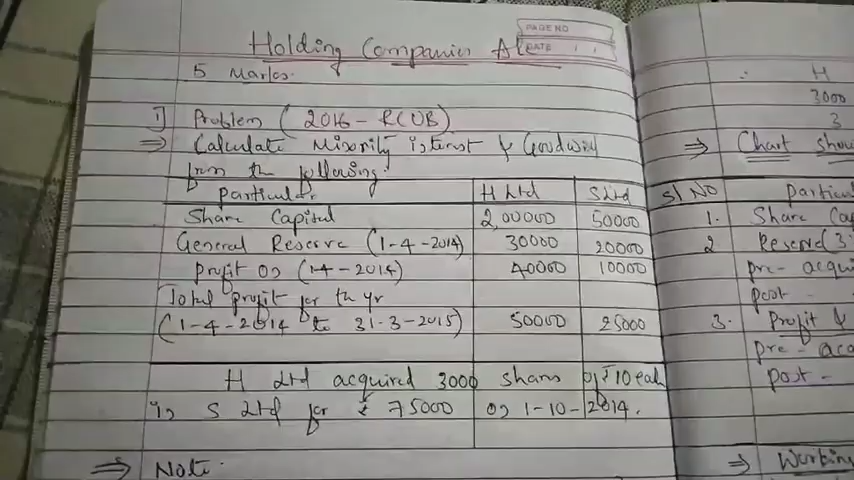 Holding Companies A/c
PAGE NO
DATE
5 Marks.
1] Problem (2016 - RCUB)
⇒ Calculate Minority interest & Goodwill
from the following.
Particular. H Ltd S Ltd
Share Capital 2,00000 50000
General Reserve (1-4-2014) 30000 20000
profit on (1-4-2014) 40000 10000
Total profit for the yr
(1-4-2014 to 31-3-2015) 50000 25000
H Ltd acquired 3000 shares of ₹10 each
in S Ltd for ₹ 75000 on 1-10-2014.
⇒ Note.
H
3000
3
⇒ Chart
Sl NO
1. Share
2 Reserve
pre -
post -
3. Profit &
pre -
post -
⇒